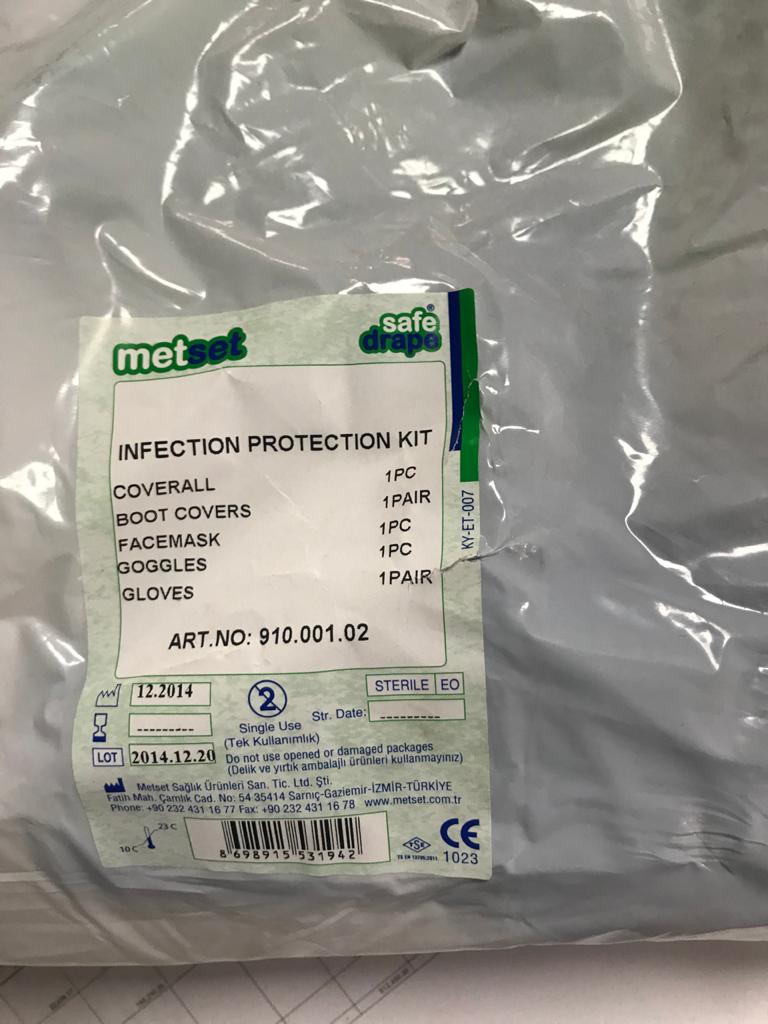 metset
safe drape®
INFECTION PROTECTION KIT
COVERALL 1PC
BOOT COVERS 1PAIR
FACEMASK 1PC
GOGGLES 1PC
GLOVES 1PAIR
ART.NO: 910.001.02
KY-ET-007
12.2014
2
STERILE EO
Single Use
(Tek Kullanımlık)
Str. Date: ----------
---------
LOT 2014.12.20
Do not use opened or damaged packages
(Delik ve yırtık ambalajlı ürünleri kullanmayınız)
Metset Sağlık Ürünleri San. Tic. Ltd. Şti.
Fatih Mah. Çamlık Cad. No: 54 35414 Sarnıç-Gaziemir-İZMİR-TÜRKİYE
Phone: +90 232 431 16 77 Fax: +90 232 431 16 78 www.metset.com.tr
10 C 23 C
8 698915 531942
TSE
CE
1023